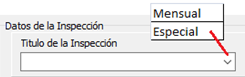 Mensual
Especial
Datos de la Inspección
Titulo de la Inspección